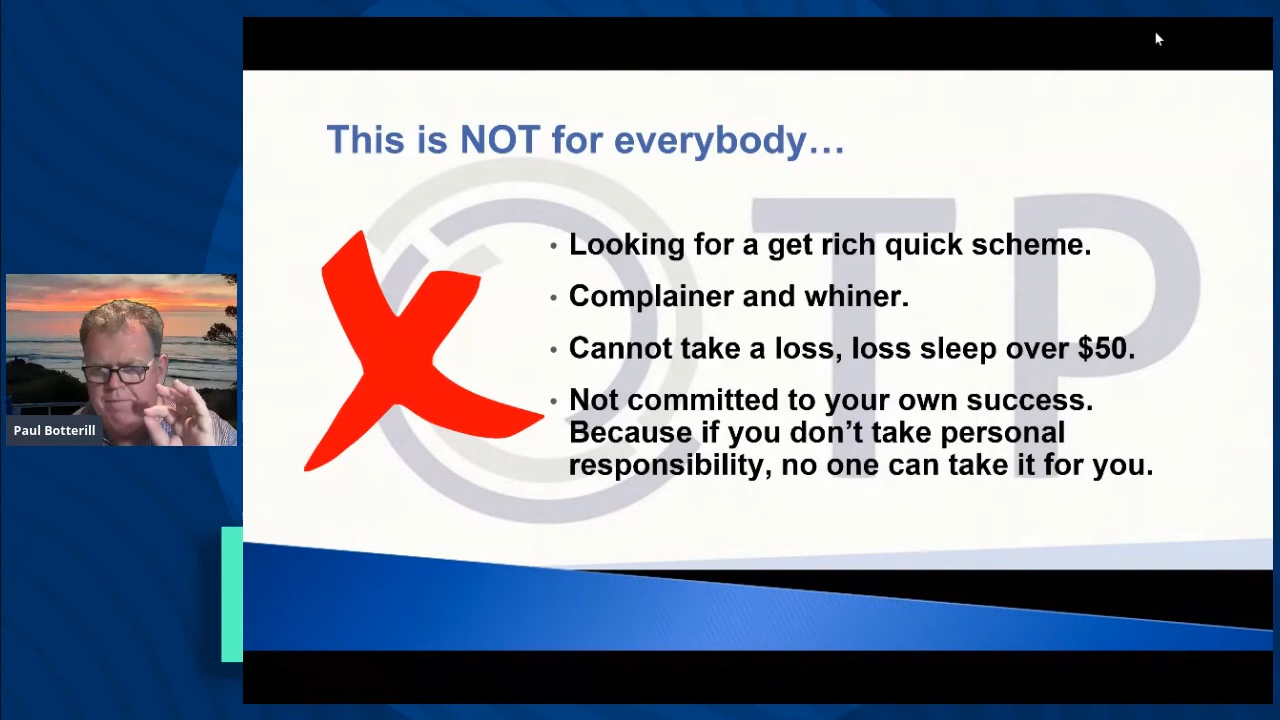 This is NOT for everybody…
TP
• Looking for a get rich quick scheme.
• Complainer and whiner.
• Cannot take a loss, loss sleep over $50.
• Not committed to your own success.
Because if you don’t take personal
responsibility, no one can take it for you.
Paul Botterill